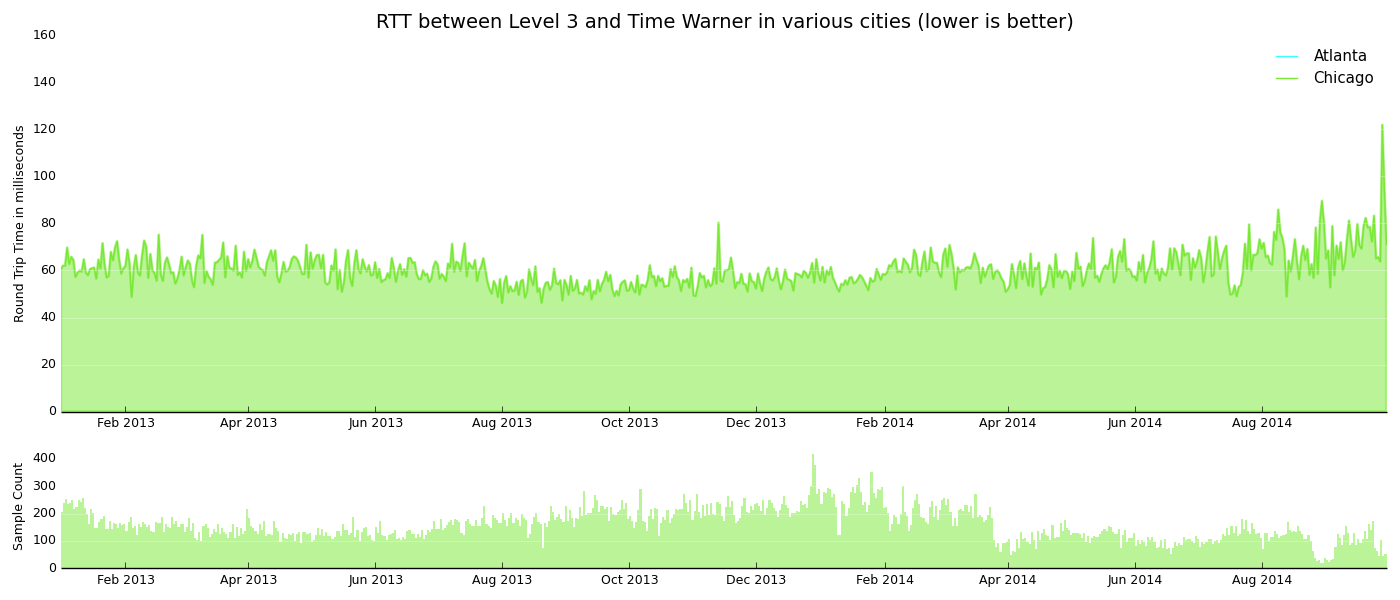 RTT between Level 3 and Time Warner in various cities (lower is better)
Atlanta
Chicago
Round Trip Time in milliseconds
160
140
120
100
80
60
40
20
0
Feb 2013 Apr 2013 Jun 2013 Aug 2013 Oct 2013 Dec 2013 Feb 2014 Apr 2014 Jun 2014 Aug 2014
Sample Count
400
300
200
100
0
Feb 2013 Apr 2013 Jun 2013 Aug 2013 Oct 2013 Dec 2013 Feb 2014 Apr 2014 Jun 2014 Aug 2014